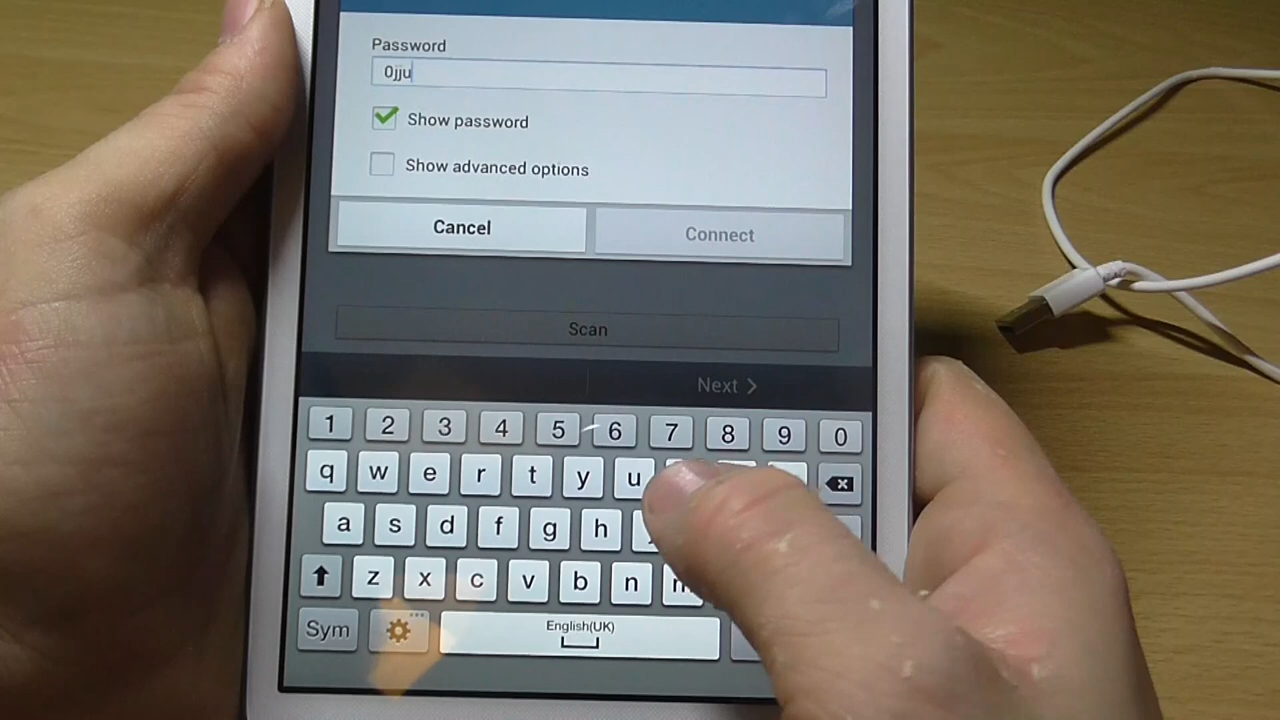 Password
0jju
Show password
Show advanced options
Cancel Connect
Scan
Next
1 2 3 4 5 6 7 8 9 0
q w e r t y u
a s d f g h
z x c v b n m
Sym English(UK)